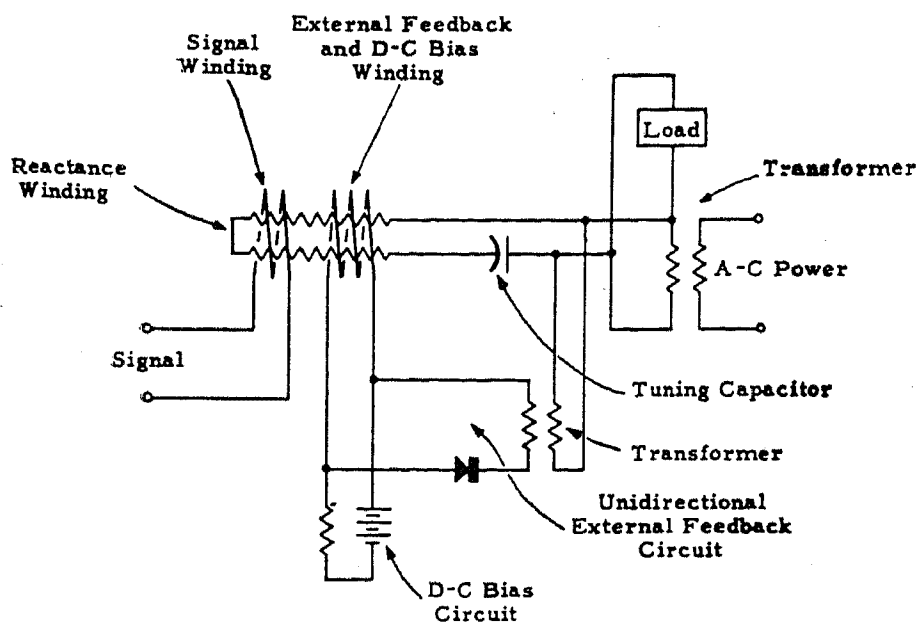 External Feedback
and D-C Bias
Winding
Signal
Winding
Load
Reactance
Winding
Transformer
A-C Power
Signal
Tuning Capacitor
Transformer
Unidirectional
External Feedback
Circuit
D-C Bias
Circuit